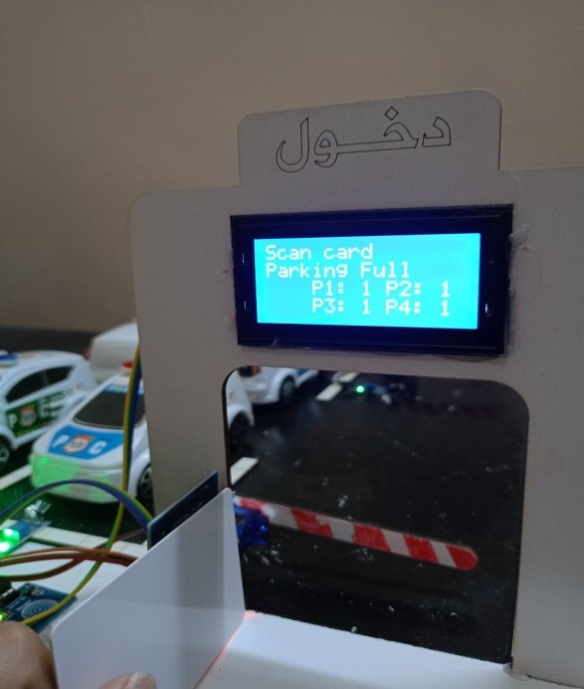 دخول
Scan card
Parking Full
P1: 1 P2: 1
P3: 1 P4: 1